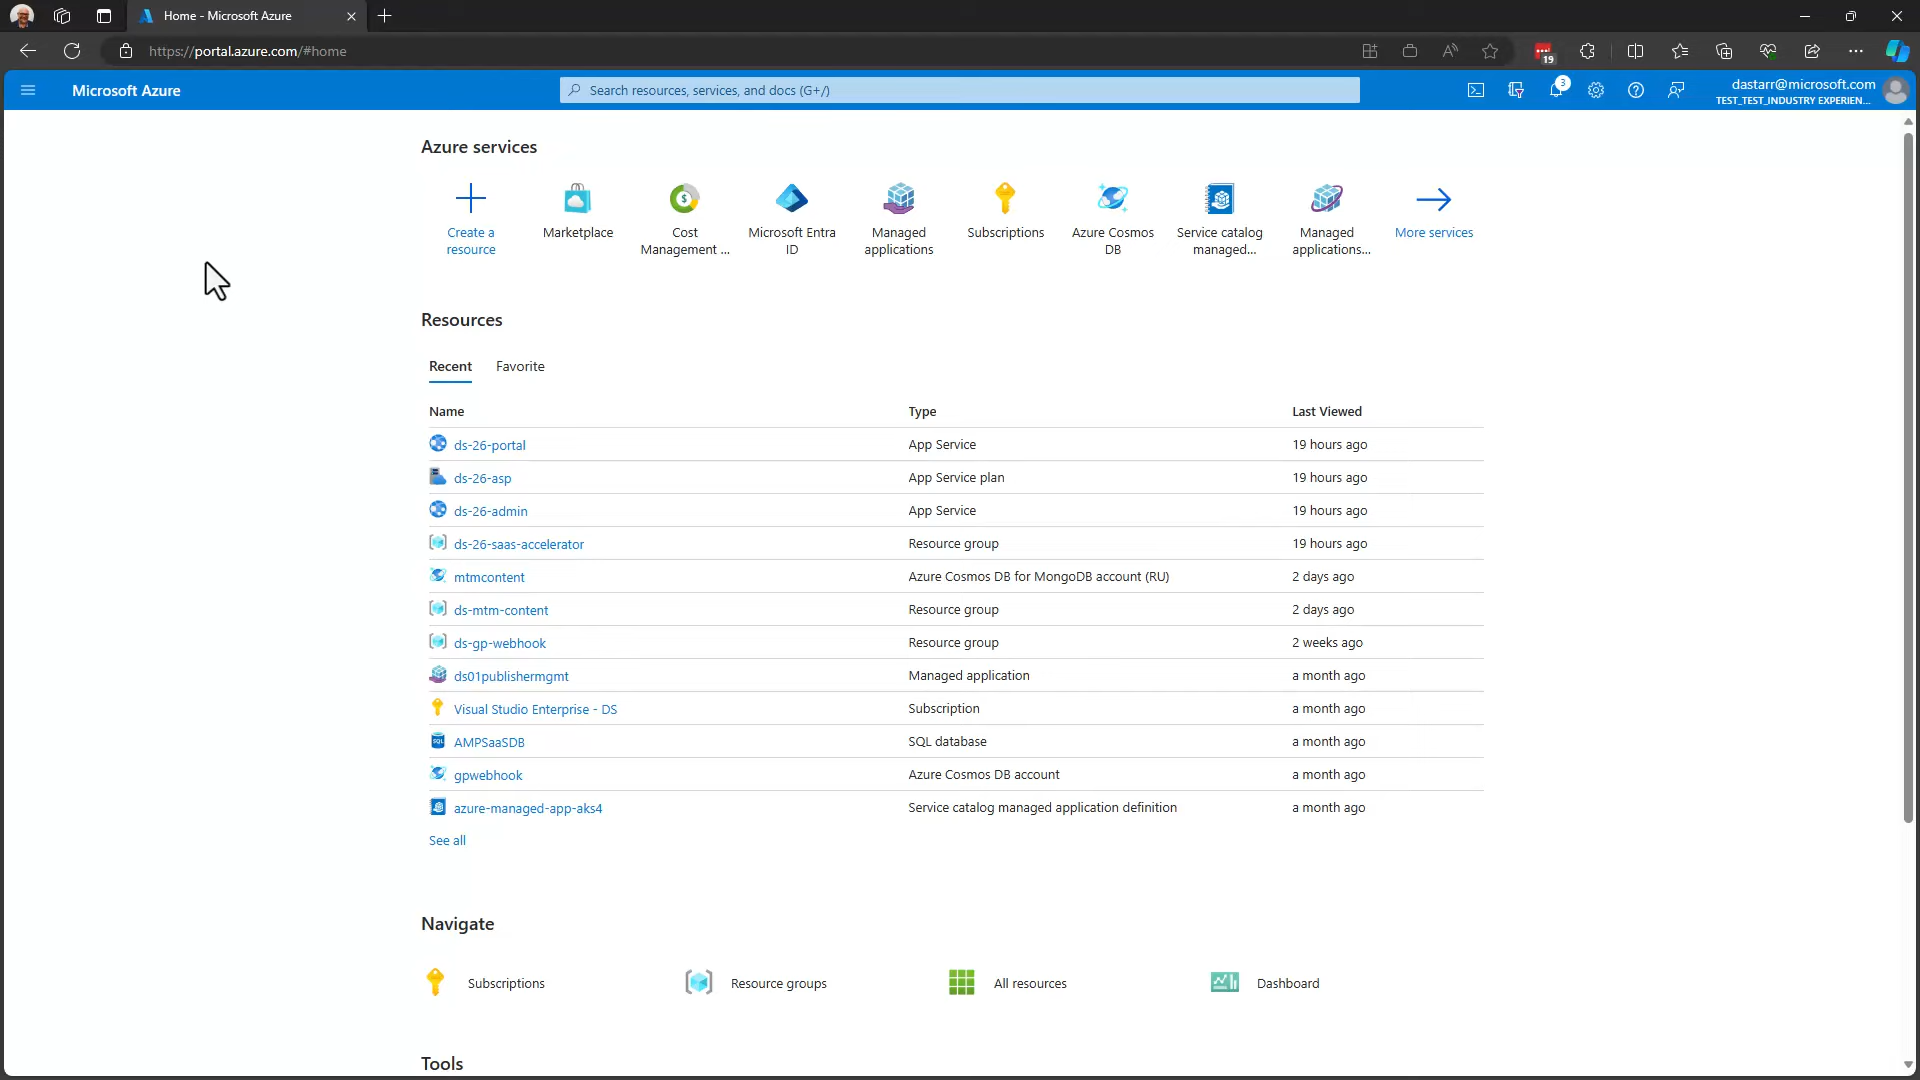 Home - Microsoft Azure
https://portal.azure.com/#home
19
Microsoft Azure
Search resources, services, and docs (G+/)
3
dastarr@microsoft.com
TEST_TEST_INDUSTRY EXPERIEN...
Azure services
Create a
resource
Marketplace
Cost
Management ...
Microsoft Entra
ID
Managed
applications
Subscriptions
Azure Cosmos
DB
Service catalog
managed...
Managed
applications...
More services
Resources
Recent Favorite
Name Type Last Viewed
ds-26-portal App Service 19 hours ago
ds-26-asp App Service plan 19 hours ago
ds-26-admin App Service 19 hours ago
ds-26-saas-accelerator Resource group 19 hours ago
mtmcontent Azure Cosmos DB for MongoDB account (RU) 2 days ago
ds-mtm-content Resource group 2 days ago
ds-gp-webhook Resource group 2 weeks ago
ds01publishermgmt Managed application a month ago
Visual Studio Enterprise - DS Subscription a month ago
SQL AMPSaaSDB SQL database a month ago
gpwebhook Azure Cosmos DB account a month ago
azure-managed-app-aks4 Service catalog managed application definition a month ago
See all
Navigate
Subscriptions Resource groups All resources Dashboard
Tools